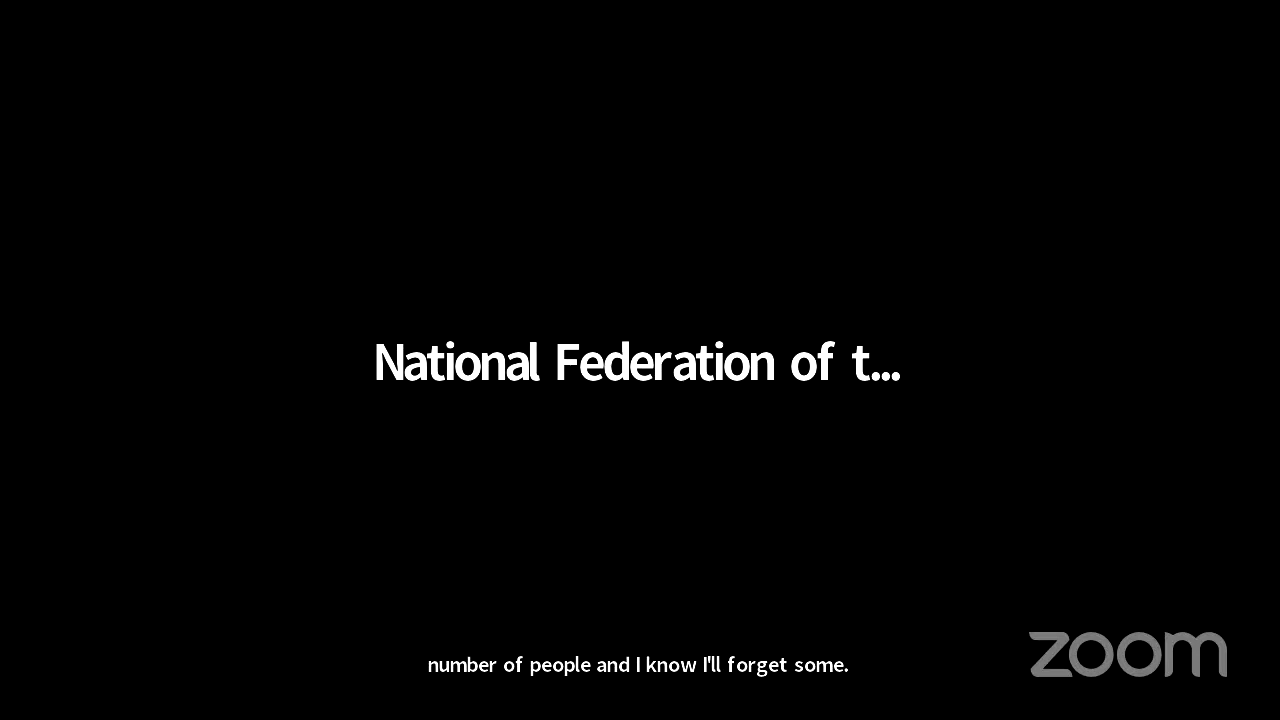 National Federation of t...
number of people and I know I'll forget some.
zoom